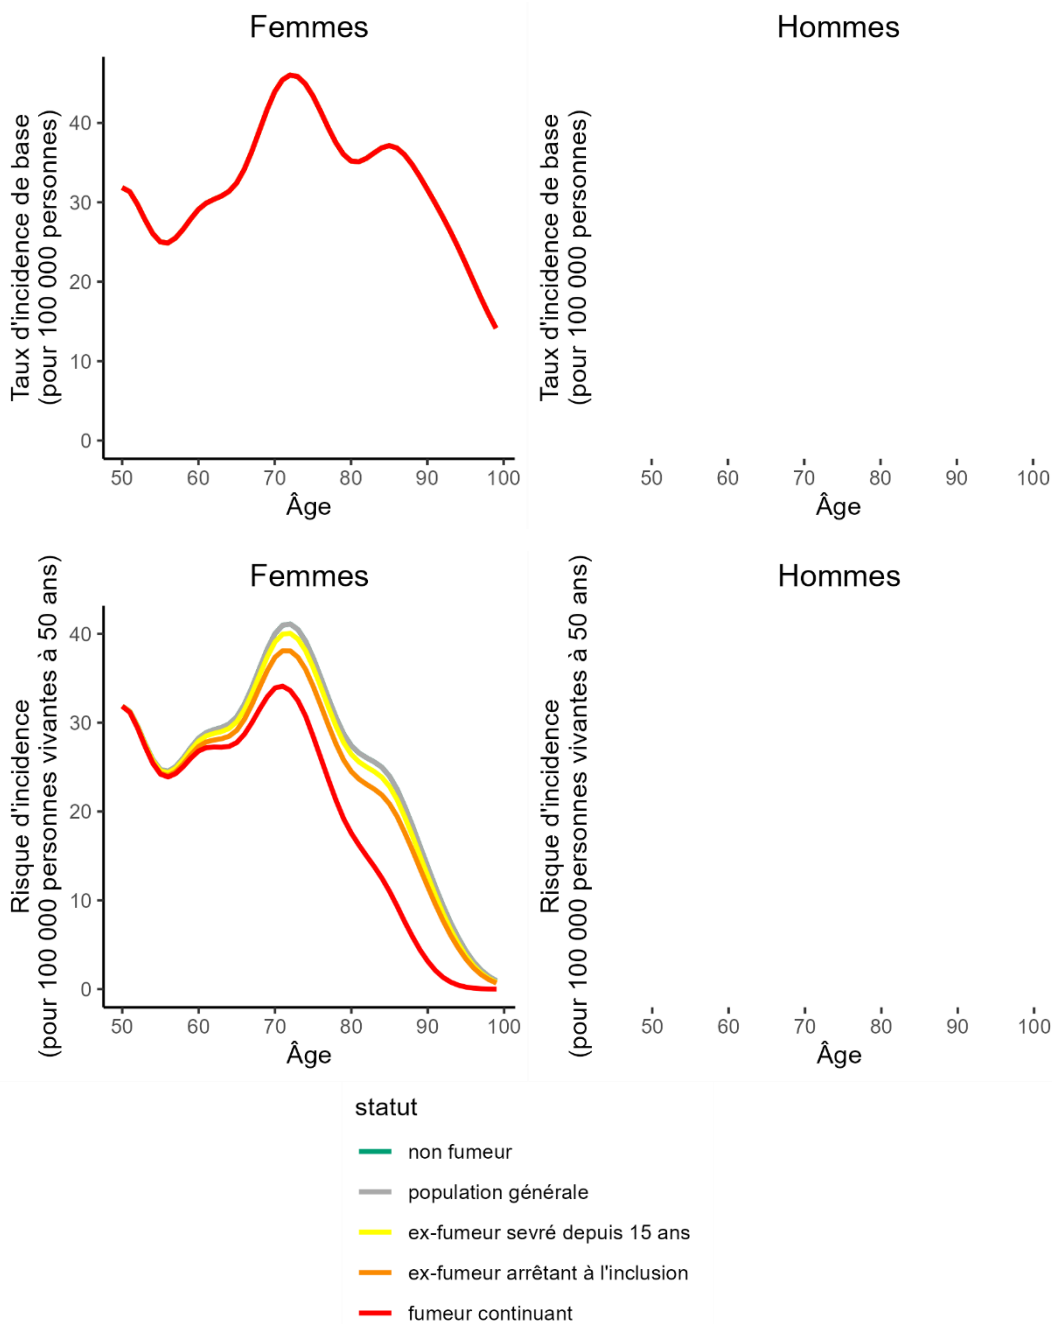 Femmes
Hommes
Taux d'incidence de base
(pour 100 000 personnes)
40
30
20
10
0
50 60 70 80 90 100
Âge
Taux d'incidence de base
(pour 100 000 personnes)
50 60 70 80 90 100
Âge
Femmes
Hommes
Risque d'incidence
(pour 100 000 personnes vivantes à 50 ans)
40
30
20
10
0
50 60 70 80 90 100
Âge
Risque d'incidence
(pour 100 000 personnes vivantes à 50 ans)
50 60 70 80 90 100
Âge
statut
non fumeur
population générale
ex-fumeur sevré depuis 15 ans
ex-fumeur arrêtant à l'inclusion
fumeur continuant